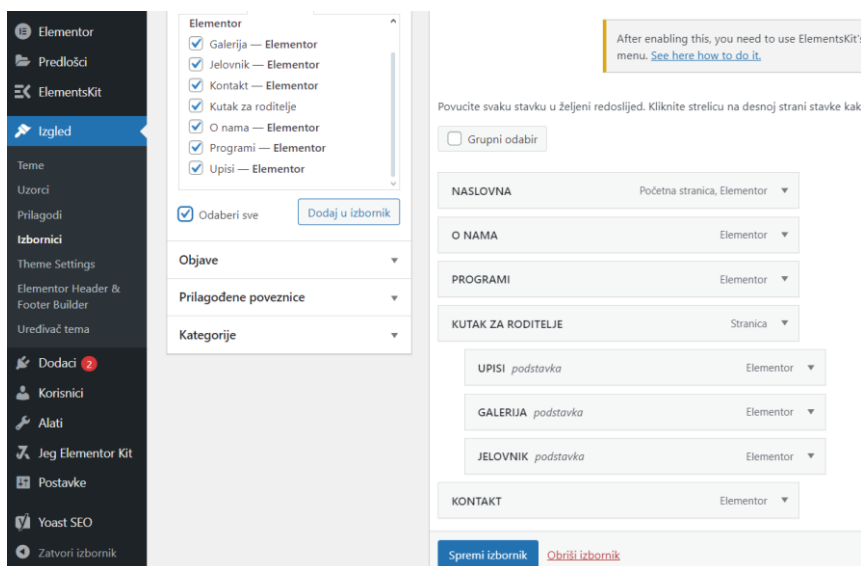 Elementor
Predlošci
ElementsKit
Izgled
Teme
Uzorci
Prilagodi
Izbornici
Theme Settings
Elementor Header &
Footer Builder
Uređivač tema
Dodaci 2
Korisnici
Alati
Jeg Elementor Kit
Postavke
Yoast SEO
Zatvori izbornik
Elementor
Galerija — Elementor
Jelovnik — Elementor
Kontakt — Elementor
Kutak za roditelje
O nama — Elementor
Programi — Elementor
Upisi — Elementor
Odaberi sve Dodaj u izbornik
Objave
Prilagođene poveznice
Kategorije
After enabling this, you need to use ElementsKit's
menu. See here how to do it.
Povucite svaku stavku u željeni redoslijed. Kliknite strelicu na desnoj strani stavke kak
Grupni odabir
NASLOVNA Početna stranica, Elementor
O NAMA Elementor
PROGRAMI Elementor
KUTAK ZA RODITELJE Stranica
UPISI podstavka Elementor
GALERIJA podstavka Elementor
JELOVNIK podstavka Elementor
KONTAKT Elementor
Spremi izbornik Obriši izbornik